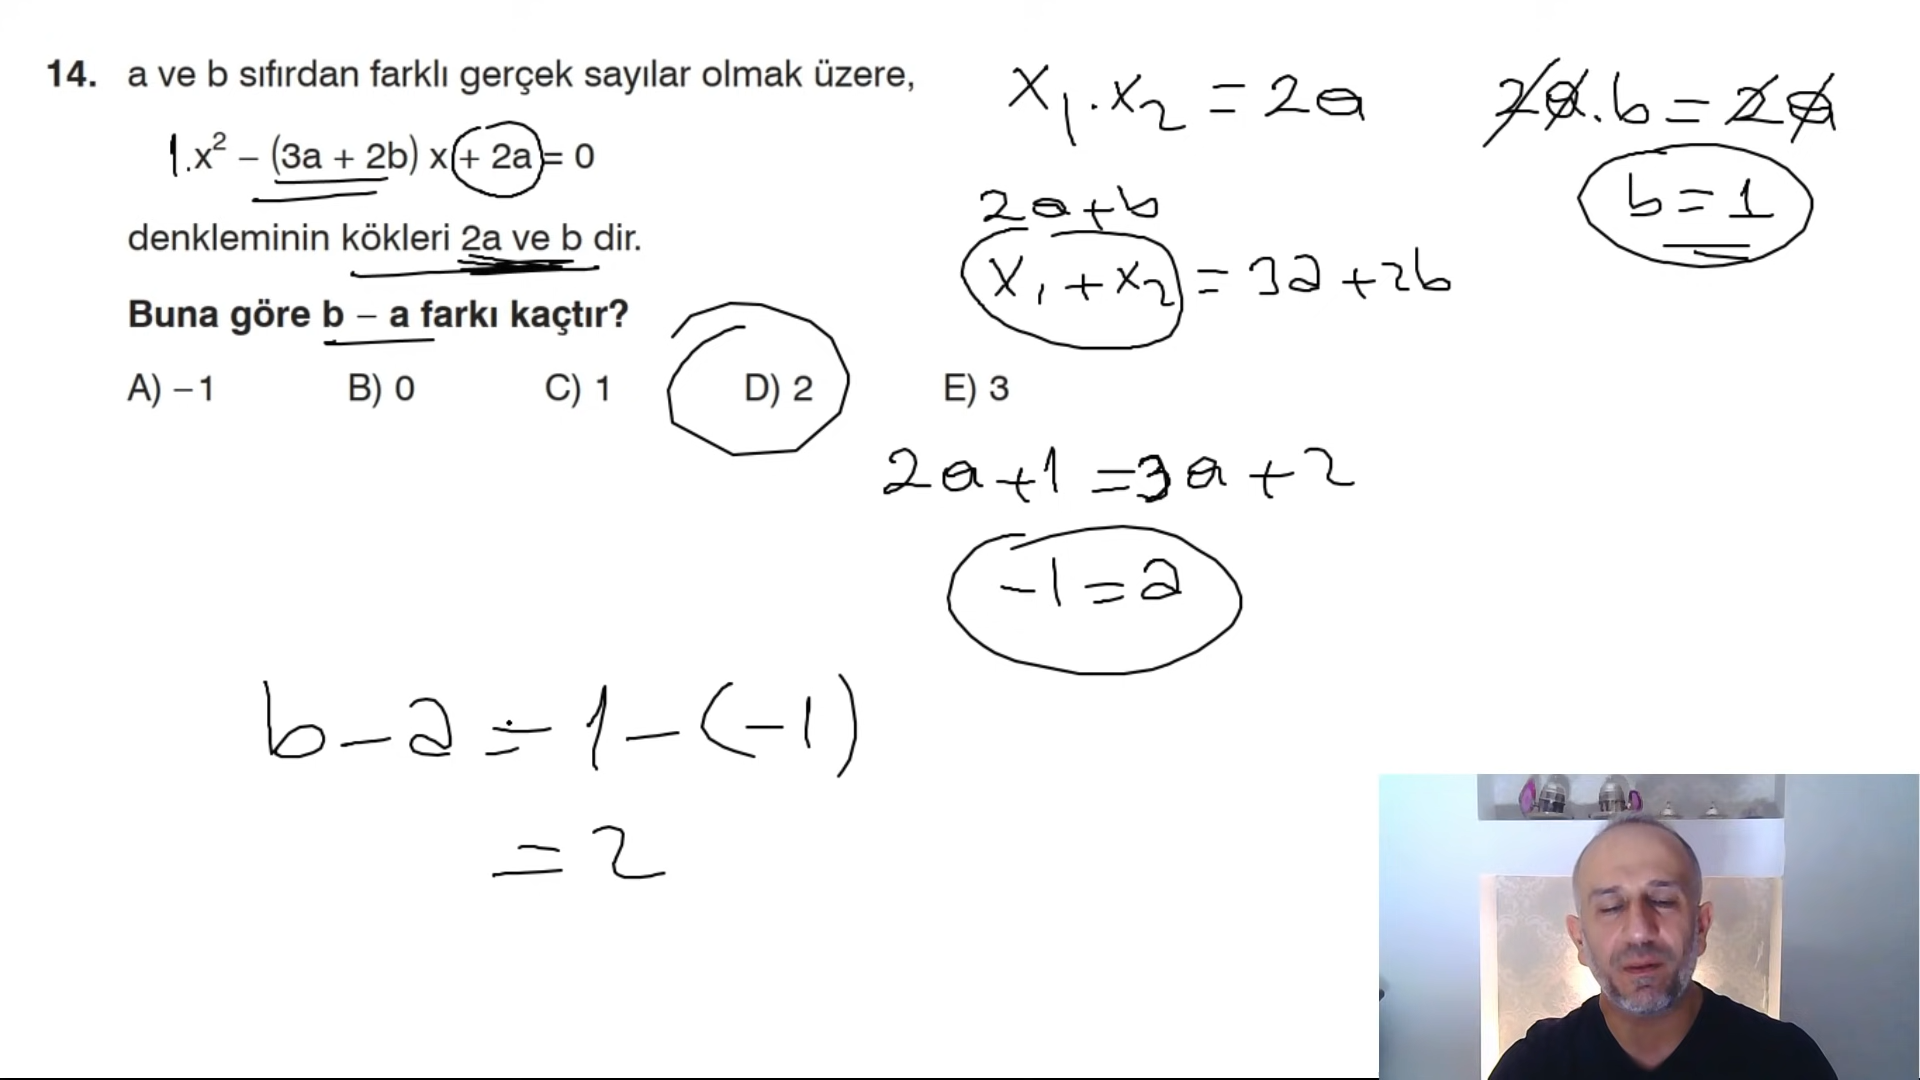 14. a ve b sıfırdan farklı gerçek sayılar olmak üzere,
1.x² – (3a + 2b) x + 2a = 0
denkleminin kökleri 2a ve b dir.
Buna göre b – a farkı kaçtır?
A) –1 B) 0 C) 1 D) 2 E) 3
x₁.x₂ = 2a
2a.b = 2a
b = 1
2a+b
x₁+x₂ = 3a+2b
2a+1 = 3a+2
-1 = a
b-a = 1-(-1)
= 2